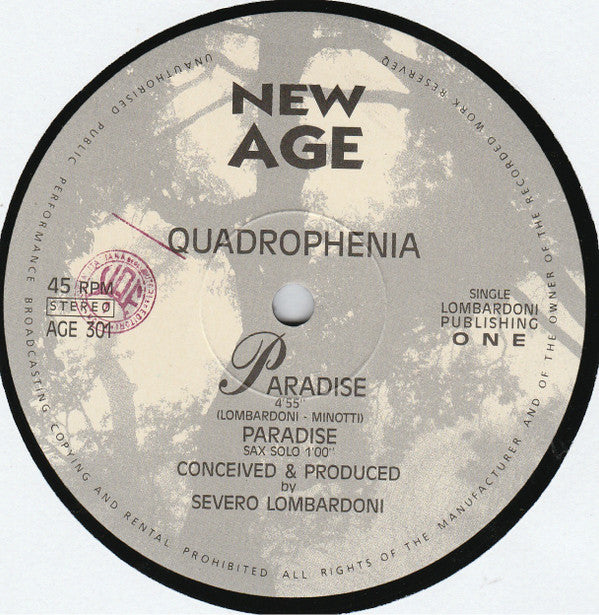 NEW
AGE
QUADROPHENIA
45 RPM
STEREO
AGE 301
SINGLE
LOMBARDONI
PUBLISHING
ONE
PARADISE
4'55"
(LOMBARDONI - MINOTTI)
PARADISE
SAX SOLO 1'00"
CONCEIVED & PRODUCED
by
SEVERO LOMBARDONI
ALL RIGHTS OF THE MANUFACTURER AND OF THE OWNER OF THE RECORDED WORK RESERVED
UNAUTHORISED PUBLIC PERFORMANCE BROADCASTING COPYING AND RENTAL PROHIBITED